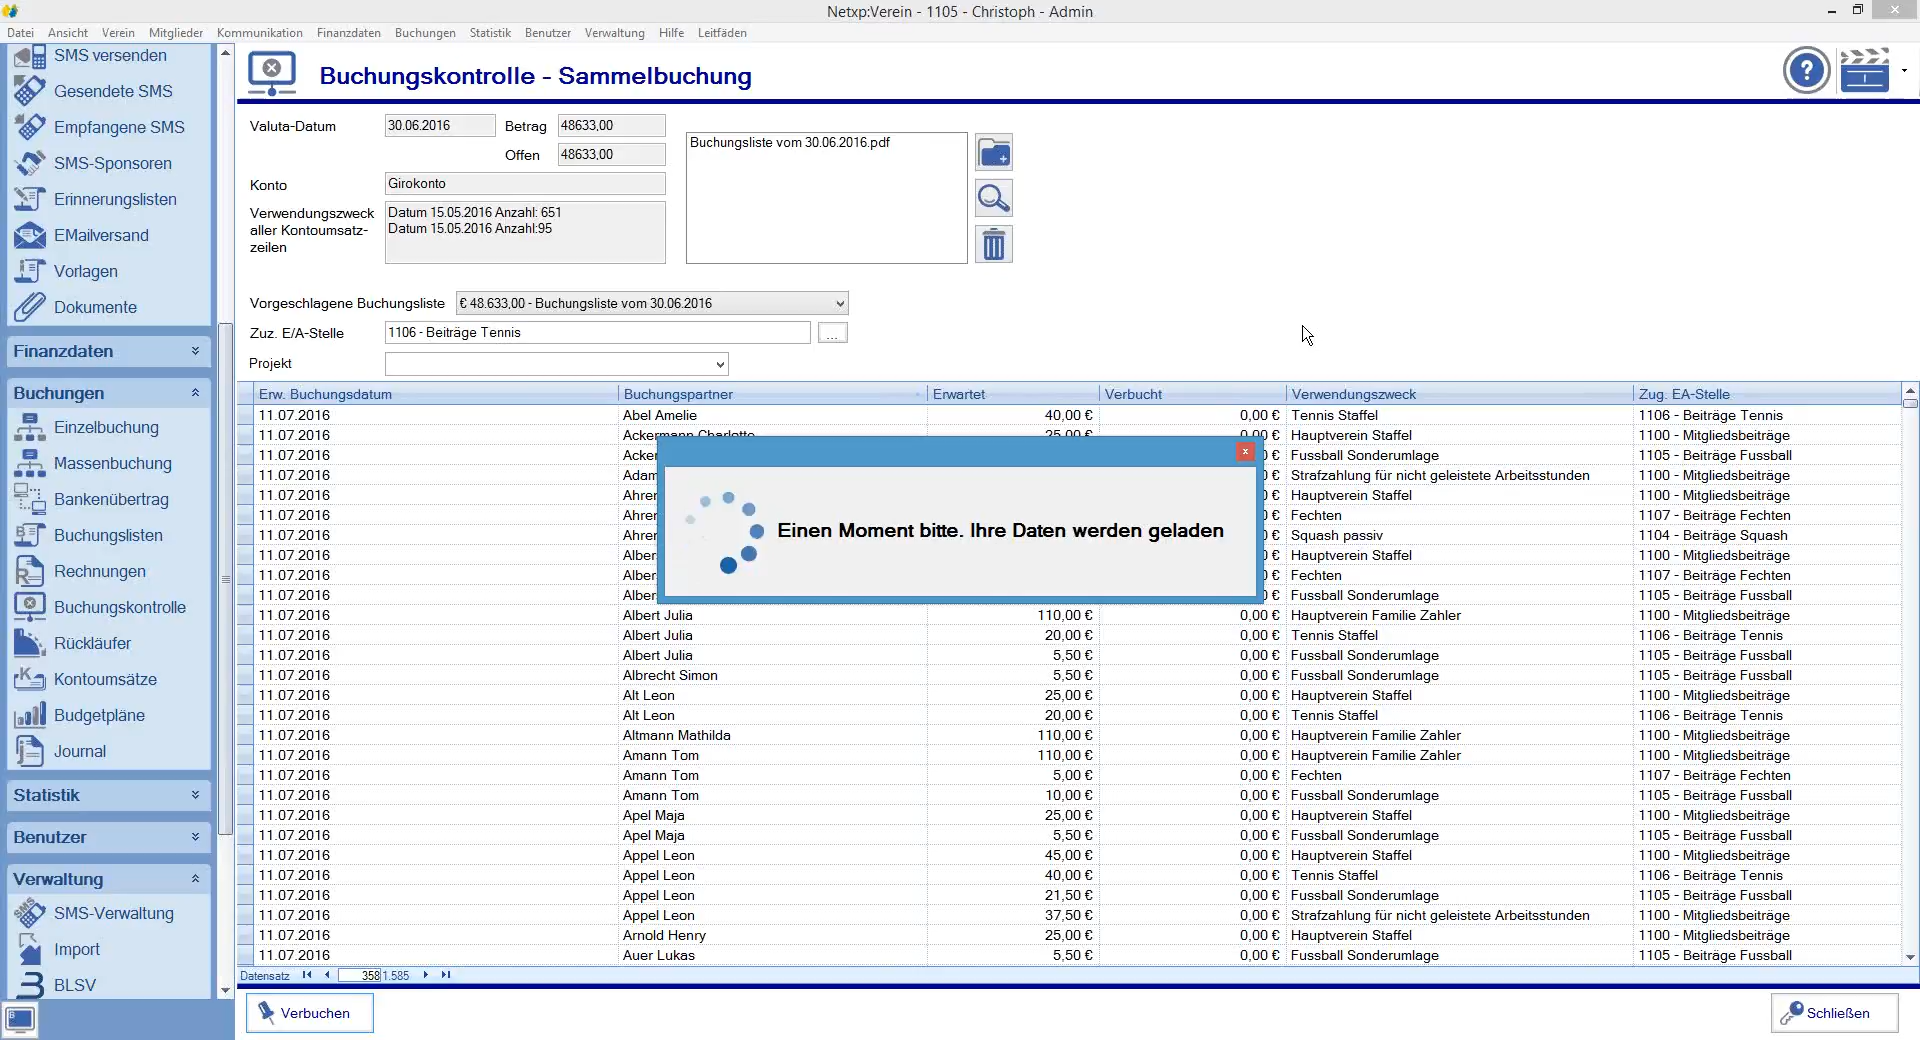 Netxp:Verein - 1105 - Christoph - Admin
Datei Ansicht Verein Mitglieder Kommunikation Finanzdaten Buchungen Statistik Benutzer Verwaltung Hilfe Leitfäden
SMS versenden
Gesendete SMS
Empfangene SMS
SMS-Sponsoren
Erinnerungslisten
EMailversand
Vorlagen
Dokumente
Finanzdaten
Buchungen
Einzelbuchung
Massenbuchung
Bankenübertrag
Buchungslisten
Rechnungen
Buchungskontrolle
Rückläufer
Kontoumsätze
Budgetpläne
Journal
Statistik
Benutzer
Verwaltung
SMS-Verwaltung
Import
BLSV
Buchungskontrolle - Sammelbuchung
Valuta-Datum 30.06.2016 Betrag 48633,00
Offen 48633,00
Konto Girokonto
Verwendungszweck
aller Kontoumsatz-
zeilen
Datum 15.05.2016 Anzahl: 651
Datum 15.05.2016 Anzahl:95
Buchungsliste vom 30.06.2016.pdf
Vorgeschlagene Buchungsliste € 48.633,00 - Buchungsliste vom 30.06.2016
Zuz. E/A-Stelle 1106 - Beiträge Tennis ...
Projekt
Erw. Buchungsdatum Buchungspartner Erwartet Verbucht Verwendungszweck Zug. EA-Stelle
11.07.2016 Abel Amelie 40,00 € 0,00 € Tennis Staffel 1106 - Beiträge Tennis
11.07.2016 Ackermann Charlotte 25,00 € 0,00 € Hauptverein Staffel 1100 - Mitgliedsbeiträge
11.07.2016 Acker 0 € Fussball Sonderumlage 1105 - Beiträge Fussball
11.07.2016 Adam 0 € Strafzahlung für nicht geleistete Arbeitsstunden 1100 - Mitgliedsbeiträge
11.07.2016 Ahrer 0 € Hauptverein Staffel 1100 - Mitgliedsbeiträge
11.07.2016 Ahrer 0 € Fechten 1107 - Beiträge Fechten
11.07.2016 Ahrer 0 € Squash passiv 1104 - Beiträge Squash
11.07.2016 Alber 0 € Hauptverein Staffel 1100 - Mitgliedsbeiträge
11.07.2016 Alber 0 € Fechten 1107 - Beiträge Fechten
11.07.2016 Alber 0 € Fussball Sonderumlage 1105 - Beiträge Fussball
11.07.2016 Albert Julia 110,00 € 0,00 € Hauptverein Familie Zahler 1100 - Mitgliedsbeiträge
11.07.2016 Albert Julia 20,00 € 0,00 € Tennis Staffel 1106 - Beiträge Tennis
11.07.2016 Albert Julia 5,50 € 0,00 € Fussball Sonderumlage 1105 - Beiträge Fussball
11.07.2016 Albrecht Simon 5,50 € 0,00 € Fussball Sonderumlage 1105 - Beiträge Fussball
11.07.2016 Alt Leon 25,00 € 0,00 € Hauptverein Staffel 1100 - Mitgliedsbeiträge
11.07.2016 Alt Leon 20,00 € 0,00 € Tennis Staffel 1106 - Beiträge Tennis
11.07.2016 Altmann Mathilda 110,00 € 0,00 € Hauptverein Familie Zahler 1100 - Mitgliedsbeiträge
11.07.2016 Amann Tom 110,00 € 0,00 € Hauptverein Familie Zahler 1100 - Mitgliedsbeiträge
11.07.2016 Amann Tom 5,00 € 0,00 € Fechten 1107 - Beiträge Fechten
11.07.2016 Amann Tom 10,00 € 0,00 € Fussball Sonderumlage 1105 - Beiträge Fussball
11.07.2016 Apel Maja 25,00 € 0,00 € Hauptverein Staffel 1100 - Mitgliedsbeiträge
11.07.2016 Apel Maja 5,50 € 0,00 € Fussball Sonderumlage 1105 - Beiträge Fussball
11.07.2016 Appel Leon 45,00 € 0,00 € Hauptverein Staffel 1100 - Mitgliedsbeiträge
11.07.2016 Appel Leon 40,00 € 0,00 € Tennis Staffel 1106 - Beiträge Tennis
11.07.2016 Appel Leon 21,50 € 0,00 € Fussball Sonderumlage 1105 - Beiträge Fussball
11.07.2016 Appel Leon 37,50 € 0,00 € Strafzahlung für nicht geleistete Arbeitsstunden 1100 - Mitgliedsbeiträge
11.07.2016 Arnold Henry 25,00 € 0,00 € Hauptverein Staffel 1100 - Mitgliedsbeiträge
11.07.2016 Auer Lukas 5,50 € 0,00 € Fussball Sonderumlage 1105 - Beiträge Fussball
Einen Moment bitte. Ihre Daten werden geladen
Datensatz 358 1.585
Verbuchen
Schließen